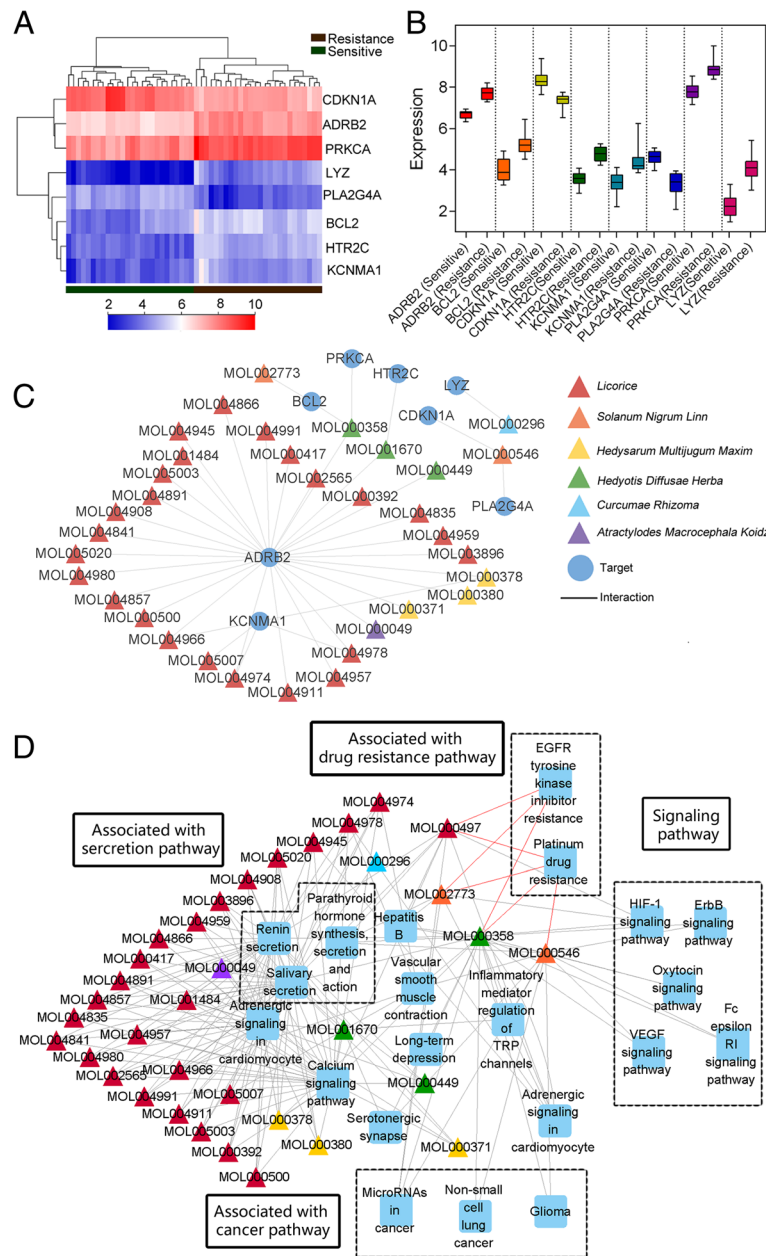 A
Resistance
Sensitive
CDKN1A
ADRB2
PRKCA
LYZ
PLA2G4A
BCL2
HTR2C
KCNMA1
2 4 6 8 10
B
Expression
10
8
6
4
2
ADRB2 (Sensitive)
ADRB2 (Resistance)
BCL2 (Sensitive)
BCL2 (Resistance)
CDKN1A (Sensitive)
CDKN1A (Resistance)
HTR2C (Sensitive)
HTR2C(Resistance)
KCNMA1 (Sensitive)
KCNMA1(Resistance)
PLA2G4A (Sensitive)
PLA2G4A (Resistance)
PRKCA(Sensitive)
PRKCA(Resistance)
LYZ(Senitive)
LYZ(Resistance)
C
PRKCA
MOL002773
HTR2C
LYZ
BCL2
MOL004866
CDKN1A
MOL004945
MOL004991
MOL000358
MOL000296
MOL001484
MOL000417
MOL001670
MOL000546
MOL005003
MOL002565
MOL000449
MOL004891
MOL000392
PLA2G4A
MOL004908
MOL004835
MOL004841
MOL004959
MOL005020
ADRB2
MOL003896
MOL004980
MOL000378
MOL000380
MOL004857
MOL000371
MOL000500
KCNMA1
MOL000049
MOL004966
MOL004978
MOL005007
MOL004974
MOL004957
MOL004911
Licorice
Solanum Nigrum Linn
Hedysarum Multijugum Maxim
Hedyotis Diffusae Herba
Curcumae Rhizoma
Atractylodes Macrocephala Koidz
Target
Interaction
D
Associated with
drug resistance pathway
EGFR
tyrosine
kinase
inhibitor
resistance
Platinum
drug
resistance
Signaling
pathway
Associated with
sercretion pathway
MOL004974
MOL004978
MOL000497
MOL004945
MOL005020
MOL000296
MOL004908
MOL002773
MOL003896
Parathyroid
hormone
synthesis,
secretion
and
action
Hepatitis
B
HIF-1
signaling
pathway
ErbB
signaling
pathway
MOL004959
Renin
secretion
MOL000358
MOL004866
MOL000546
MOL000417
MOL000049
Salivary
secretion
Vascular
smooth
muscle
contraction
Inflammatory
mediator
regulation
of
TRP
channels
Oxytocin
signaling
pathway
MOL004891
MOL004857
MOL001484
Adrenergic
signaling
in
cardiomyocyte
Fc
epsilon
RI
signaling
pathway
MOL004835
MOL001670
VEGF
signaling
pathway
MOL004957
MOL004841
Long-term
depression
MOL004980
MOL004966
Calcium
signaling
pathway
MOL002565
MOL000449
MOL004991
MOL005007
Adrenergic
signaling
in
cardiomyocyte
MOL004911
MOL000378
Serotonergic
synapse
MOL005003
MOL000380
MOL000371
MOL000392
MOL000500
Associated with
cancer pathway
MicroRNAs
in
cancer
Non-small
cell lung
cancer
Glioma